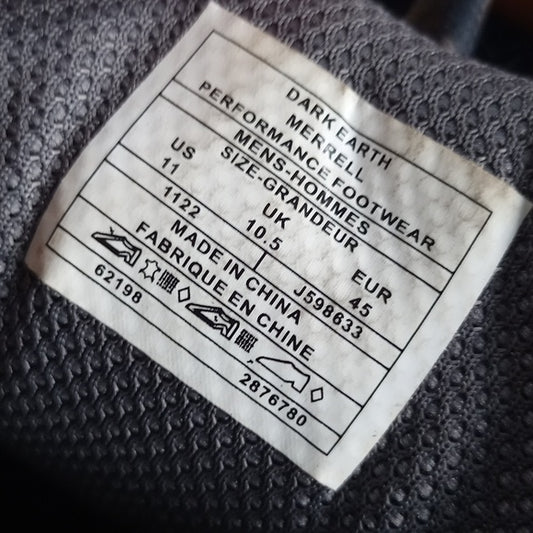 DARK EARTH
MERRELL
PERFORMANCE FOOTWEAR
MENS-HOMMES
SIZE-GRANDEUR
US UK EUR
11 10.5 45
1122 J598633
MADE IN CHINA
FABRIQUE EN CHINE
62198 2876780